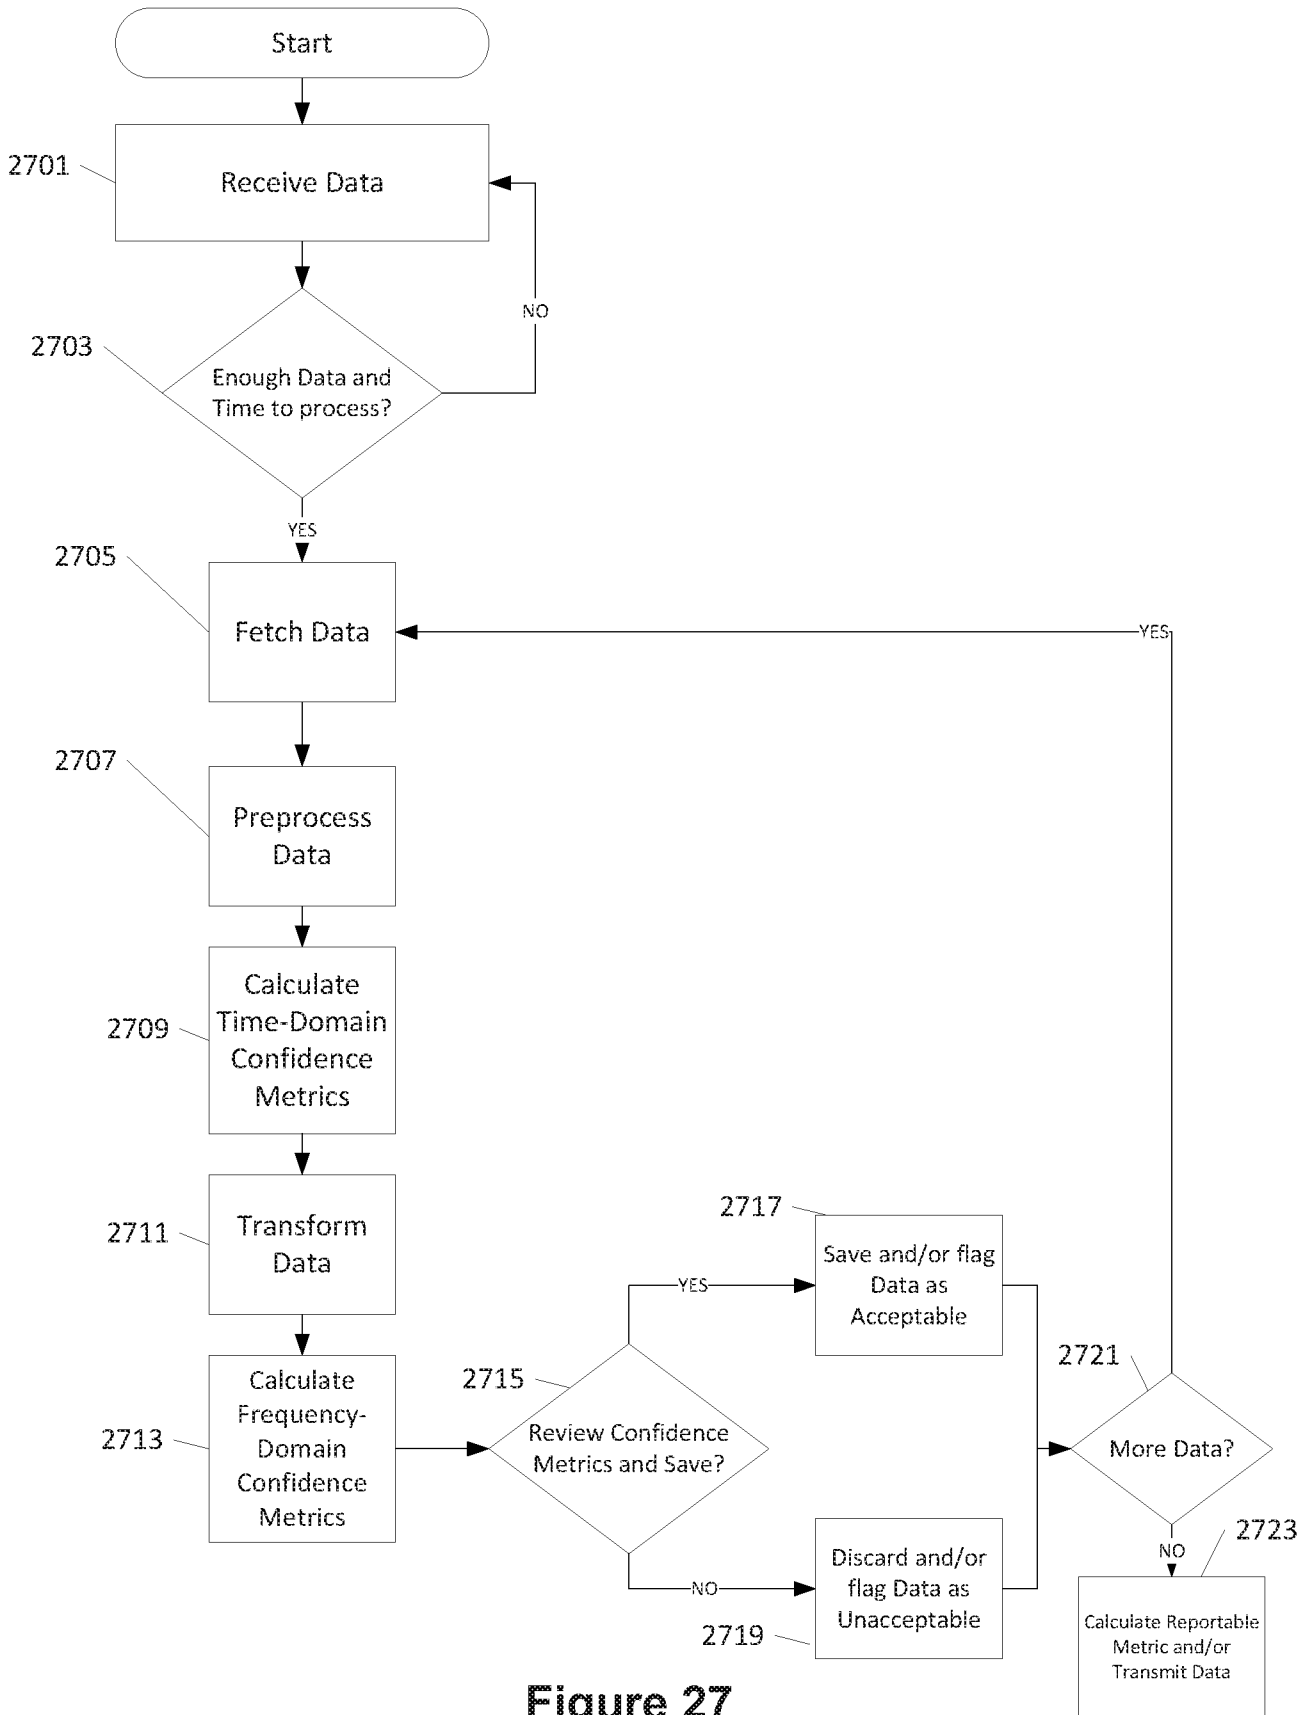 Start
2701
Receive Data
NO
2703
Enough Data and
Time to process?
YES
2705
Fetch Data
YES
2707
Preprocess
Data
2709
Calculate
Time-Domain
Confidence
Metrics
2711
Transform
Data
2713
Calculate
Frequency-
Domain
Confidence
Metrics
2715
Review Confidence
Metrics and Save?
YES
2717
Save and/or flag
Data as
Acceptable
NO
Discard and/or
flag Data as
Unacceptable
2719
2721
More Data?
NO
2723
Calculate Reportable
Metric and/or
Transmit Data
Figure 27